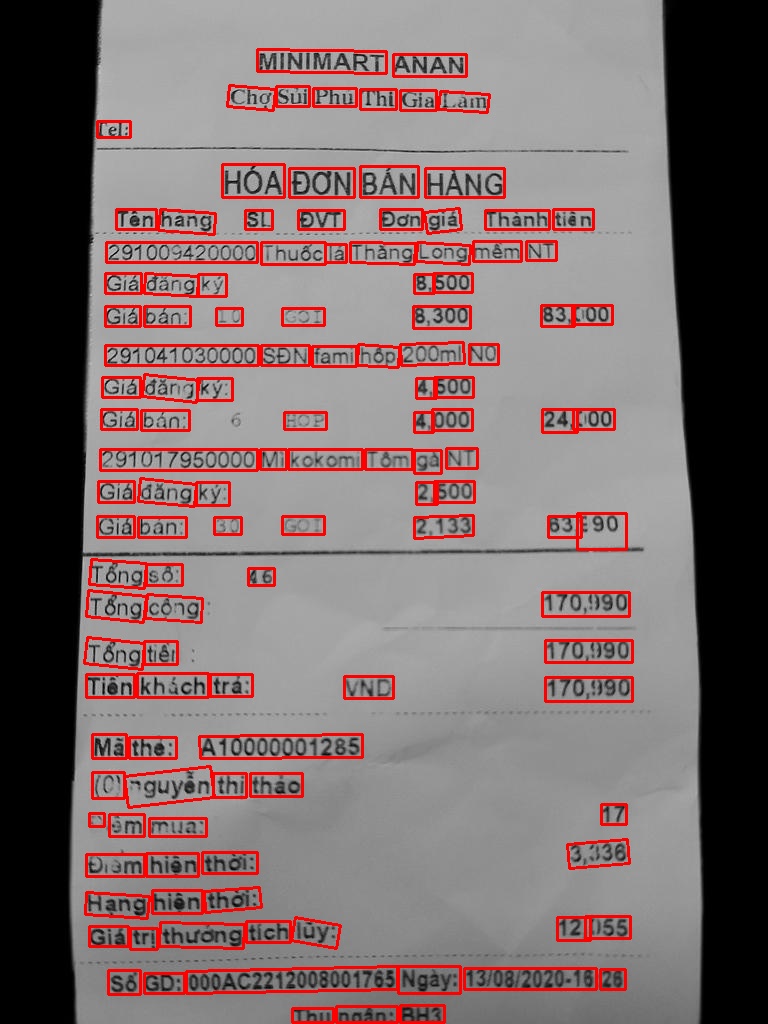 MINIMART ANAN
Chợ Sủi Phú Thị Gia Lâm
Tel:
HÓA ĐƠN BÁN HÀNG
Tên hàng SL ĐVT Đơn giá Thành tiền
291009420000 Thuốc lá Thăng Long mềm NT
Giá đăng ký 8,500
Giá bán: 10 GOI 8,300 83,000
291041030000 SĐN fami hộp 200ml N0
Giá đăng ký: 4,500
Giá bán: 6 HOP 4,000 24,000
291017950000 Mì kokomi Tôm gà NT
Giá đăng ký: 2,500
Giá bán: 30 GOI 2,133 63,990
Tổng số: 46
Tổng cộng : 170,990
Tổng tiền : 170,990
Tiền khách trả: VND 170,990
Mã thẻ: A10000001285
(0) nguyễn thị thảo
Điểm mua: 17
Điểm hiện thời: 3,336
Hạng hiện thời:
Giá trị thưởng tích lũy: 12,055
Số GD: 000AC2212008001765 Ngày: 13/08/2020-16 26
Thu ngân: BH3